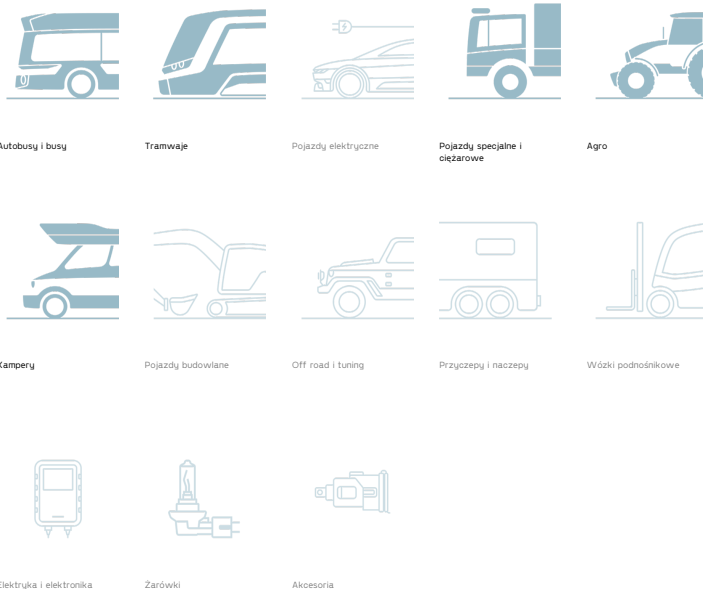 Autobusy i busy
Tramwaje
Pojazdy elektryczne
Pojazdy specjalne i
ciężarowe
Agro
Kampery
Pojazdy budowlane
Off road i tuning
Przyczepy i naczepy
Wózki podnośnikowe
Elektryka i elektronika
Żarówki
Akcesoria